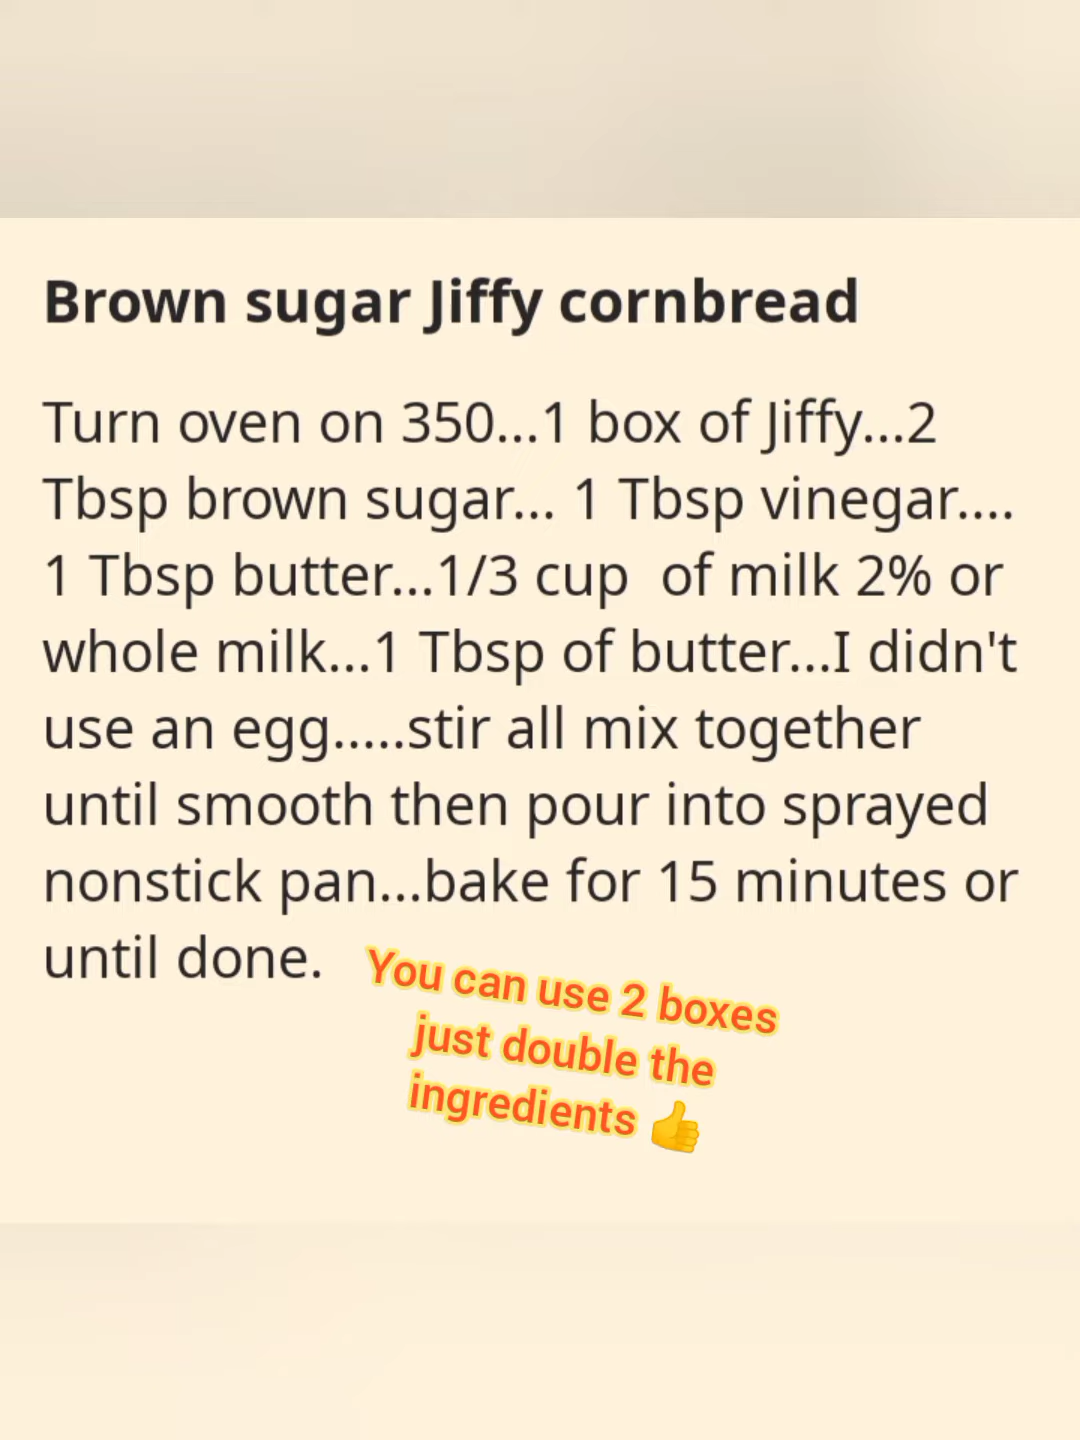 Brown sugar Jiffy cornbread
Turn oven on 350...1 box of Jiffy...2
Tbsp brown sugar... 1 Tbsp vinegar....
1 Tbsp butter...1/3 cup  of milk 2% or
whole milk...1 Tbsp of butter...I didn't
use an egg.....stir all mix together
until smooth then pour into sprayed
nonstick pan...bake for 15 minutes or
until done.
You can use 2 boxes
just double the
ingredients 👍